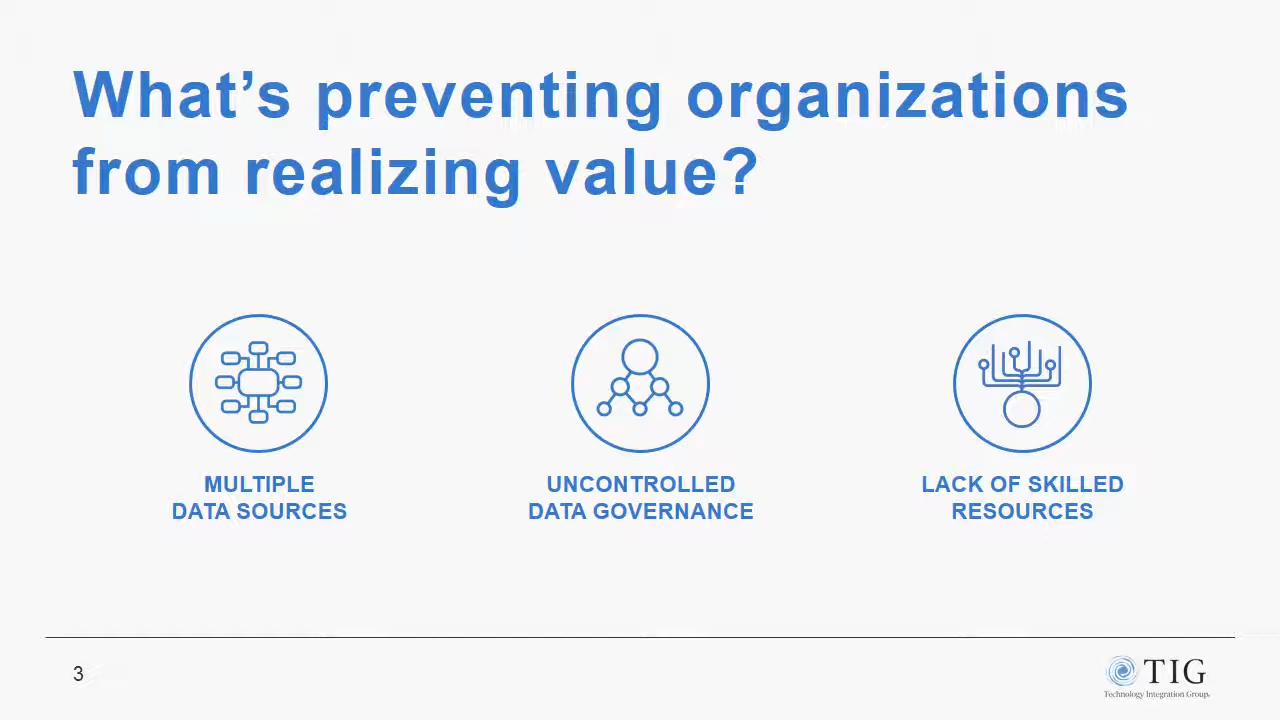 What’s preventing organizations
from realizing value?
MULTIPLE
DATA SOURCES
UNCONTROLLED
DATA GOVERNANCE
LACK OF SKILLED
RESOURCES
3
TIG
Technology Integration Group.